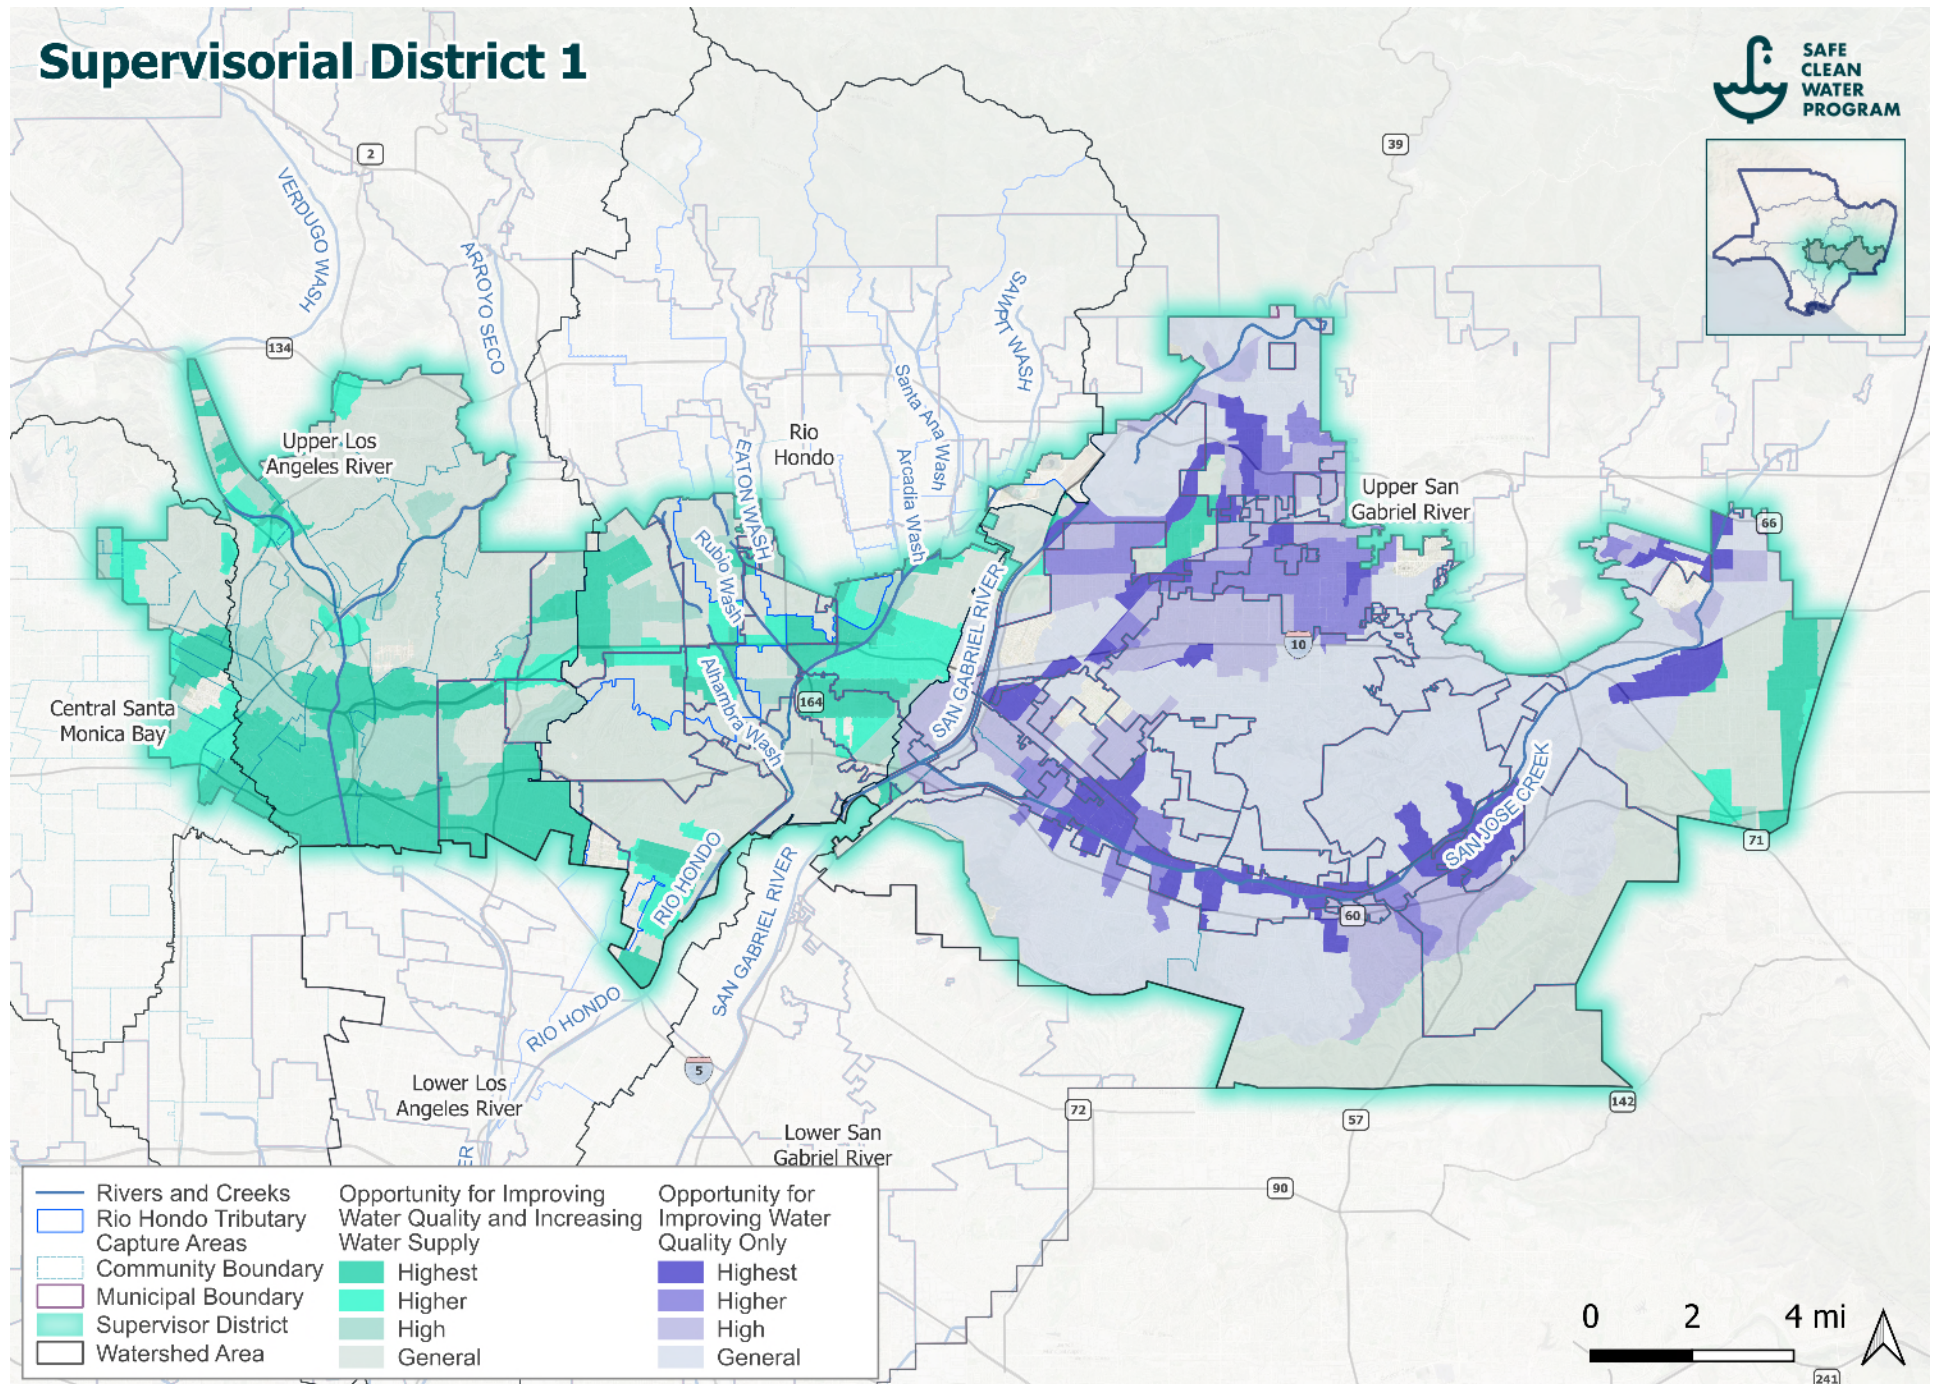 Supervisorial District 1
SAFE
CLEAN
WATER
PROGRAM
2
39
VERDUGO WASH
ARROYO SECO
134
SAWPIT WASH
Santa Ana Wash
Arcadia Wash
EATON WASH
Rubio Wash
Alhambra Wash
Upper Los
Angeles River
Rio
Hondo
Upper San
Gabriel River
66
10
164
SAN GABRIEL RIVER
Central Santa
Monica Bay
SAN JOSE CREEK
71
60
RIO HONDO
SAN GABRIEL RIVER
RIO HONDO
5
Lower Los
Angeles River
72
57
142
Lower San
Gabriel River
ER
90
241
Rivers and Creeks
Rio Hondo Tributary
Capture Areas
Community Boundary
Municipal Boundary
Supervisor District
Watershed Area
Opportunity for Improving
Water Quality and Increasing
Water Supply
Highest
Higher
High
General
Opportunity for
Improving Water
Quality Only
Highest
Higher
High
General
0 2 4 mi